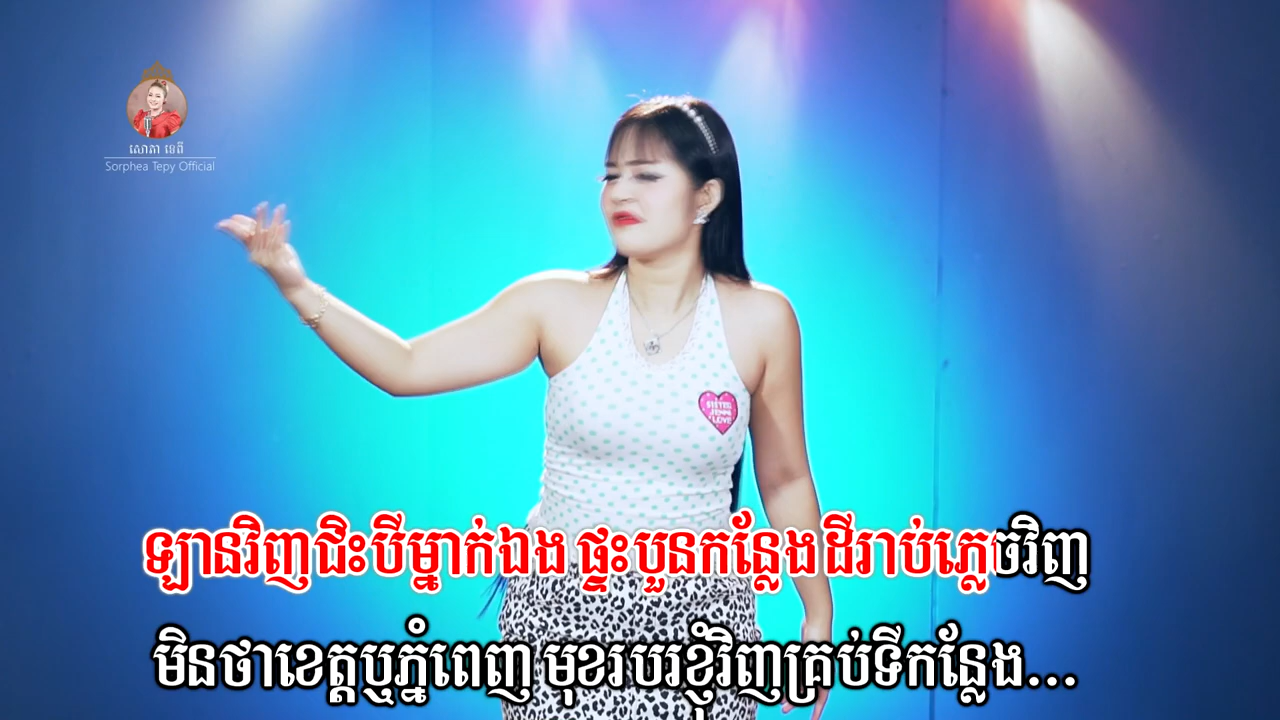 សោភា ទេពី
Sorphea Tepy Official
SISTER
JENNI
LOVE
ឡានវិញជិះបីម្នាក់ឯង ផ្ទះបួនកន្លែង ដីរាប់ភ្លេចវិញ
មិនថាខេត្តឬភ្នំពេញ មុខរបរខ្ញុំវិញគ្រប់ទីកន្លែង...